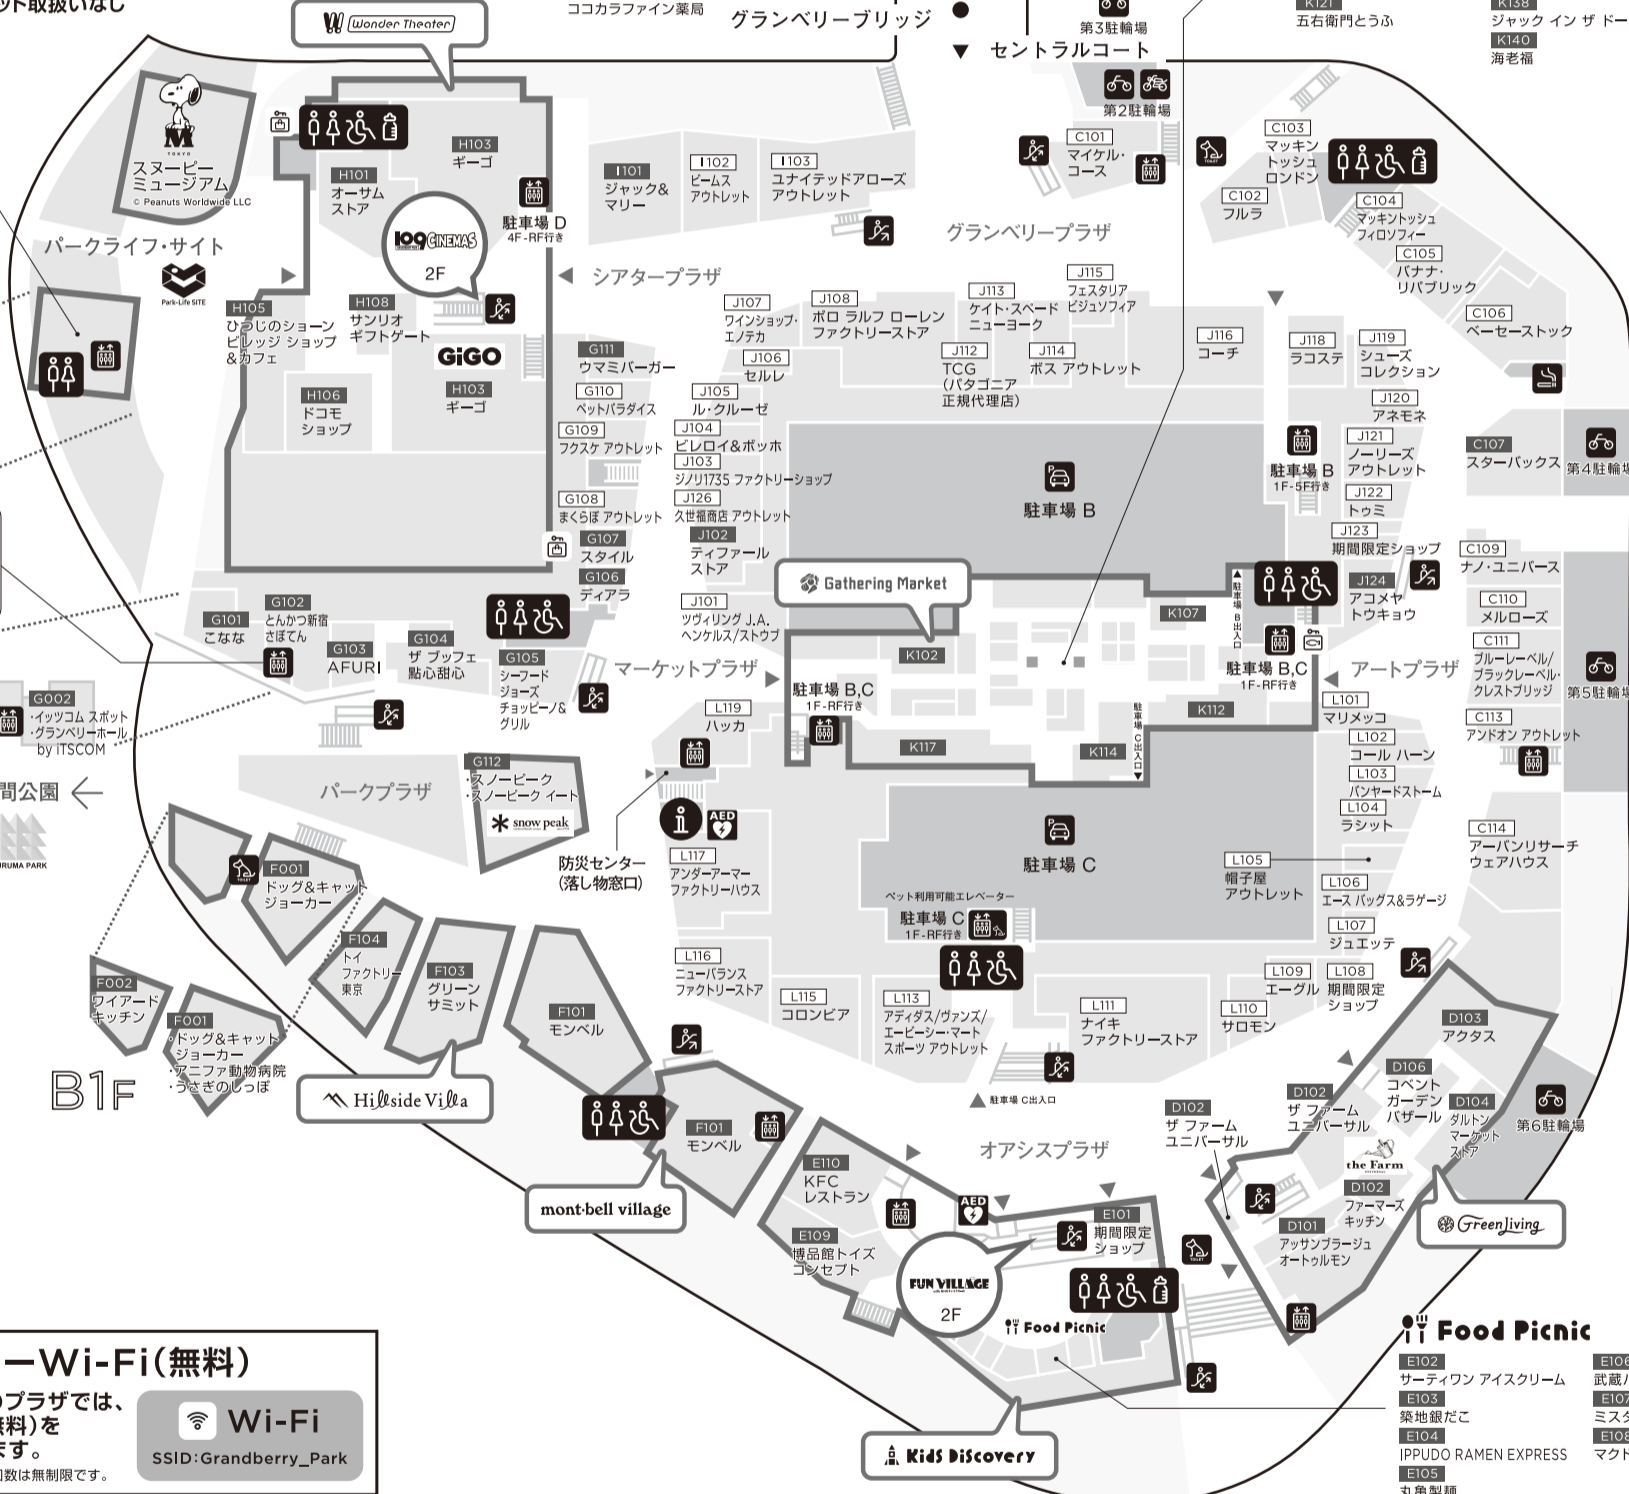 ット取扱いなし
Wonder Theater
ココカラファイン薬局
グランベリーブリッジ
第3駐輪場
▼ セントラルコート
K121
五右衛門とうふ
K138
ジャック イン ザ ドー
K140
海老福
第2駐輪場
スヌーピー
ミュージアム
© Peanuts Worldwide LLC
パークライフ・サイト
Park-Life SITE
H101
オーサム
ストア
H103
ギーゴ
109CINEMAS
2F
駐車場 D
4F-RF行き
I101
ジャック&
マリー
I102
ビームス
アウトレット
I103
ユナイテッドアローズ
アウトレット
C101
マイケル・
コース
C102
フルラ
C103
マッキン
トッシュ
ロンドン
C104
マッキントッシュ
フィロソフィー
C105
バナナ・
リパブリック
C106
ベーセーストック
グランベリープラザ
シアタープラザ
H105
ひつじのショーン
ビレッジ ショップ
&カフェ
H108
サンリオ
ギフトゲート
GiGO
H103
ギーゴ
H106
ドコモ
ショップ
G111
ウマミバーガー
G110
ペットパラダイス
G109
フクスケ アウトレット
G108
まくらぼ アウトレット
G107
スタイル
G106
ディアラ
J107
ワインショップ・
エノテカ
J106
セルレ
J105
ル・クルーゼ
J104
ビレロイ&ボッホ
J103
ジノリ1735 ファクトリーショップ
J126
久世福商店 アウトレット
J102
ティファール
ストア
J101
ツヴィリング J.A.
ヘンケルス/ストウブ
J108
ポロ ラルフ ローレン
ファクトリーストア
J113
ケイト・スペード
ニューヨーク
J115
フェスタリア
ビジュソフィア
J112
TCG
(パタゴニア
正規代理店)
J114
ボス アウトレット
J116
コーチ
J118
ラコステ
J119
シューズ
コレクション
J120
アネモネ
J121
ノーリーズ
アウトレット
J122
トゥミ
J123
期間限定ショップ
J124
アコメヤ
トウキョウ
C107
スターバックス
第4駐輪場
C109
ナノ・ユニバース
C110
メルローズ
C111
ブルーレーベル/
ブラックレーベル・
クレストブリッジ
第5駐輪場
C113
アンドオン アウトレット
C114
アーバンリサーチ
ウェアハウス
駐車場 B
駐車場 B
1F-5F行き
Gathering Market
K102
K107
K112
K114
K117
駐車場 B出入口
駐車場 C出入口
駐車場 B,C
1F-RF行き
駐車場 B,C
1F-RF行き
マーケットプラザ
アートプラザ
G101
こなな
G102
とんかつ新宿
さぼてん
G103
AFURI
G104
ザ ブッフェ
點心甜心
G105
シーフード
ジョーズ
チョッピーノ&
グリル
G002
・イッツコム スポット
・グランベリーホール
by iTSCOM
間公園
URUMA PARK
パークプラザ
G112
・スノーピーク
・スノーピーク イート
snow peak
L119
ハッカ
AED
防災センター
(落し物窓口)
L117
アンダーアーマー
ファクトリーハウス
L116
ニューバランス
ファクトリーストア
L115
コロンビア
駐車場 C
ペット利用可能エレベーター
駐車場 C
1F-RF行き
L113
アディダス/ヴァンズ/
エービーシー・マート
スポーツ アウトレット
L111
ナイキ
ファクトリーストア
L110
サロモン
L109
エーグル
L108
期間限定
ショップ
L107
ジュエッテ
L106
エース バッグス&ラゲージ
L105
帽子屋
アウトレット
L104
ラシット
L103
バンヤードストーム
L102
コール ハーン
L101
マリメッコ
▲ 駐車場 C出入口
オアシスプラザ
F001
ドッグ&キャット
ジョーカー
F002
ワイアード
キッチン
F001
・ドッグ&キャット
ジョーカー
・アニファ動物病院
・うさぎのしっぽ
B1F
F104
トイ
ファクトリー
東京
F103
グリーン
サミット
Hillside Villa
F101
モンベル
F101
モンベル
mont-bell village
E110
KFC
レストラン
E109
博品館トイズ
コンセプト
AED
E101
期間限定
ショップ
FUN VILLAGE
2F
Food Picnic
Kids Discovery
D102
ザ ファーム
ユニバーサル
D102
ザ ファーム
ユニバーサル
the Farm
D102
ファーマーズ
キッチン
D101
アッサンブラージュ
オートゥルモン
D103
アクタス
D106
コベント
ガーデン
バザール
D104
ダルトン
マーケット
ストア
第6駐輪場
GreenLiving
Food Picnic
E102
サーティワン アイスクリーム
E103
築地銀だこ
E104
IPPUDO RAMEN EXPRESS
E105
丸亀製麺
E106
武蔵ハ
E107
ミスタ
E108
マクド
ーWi-Fi(無料)
のプラザでは、
無料)を
ます。
回数は無制限です。
Wi-Fi
SSID:Grandberry_Park